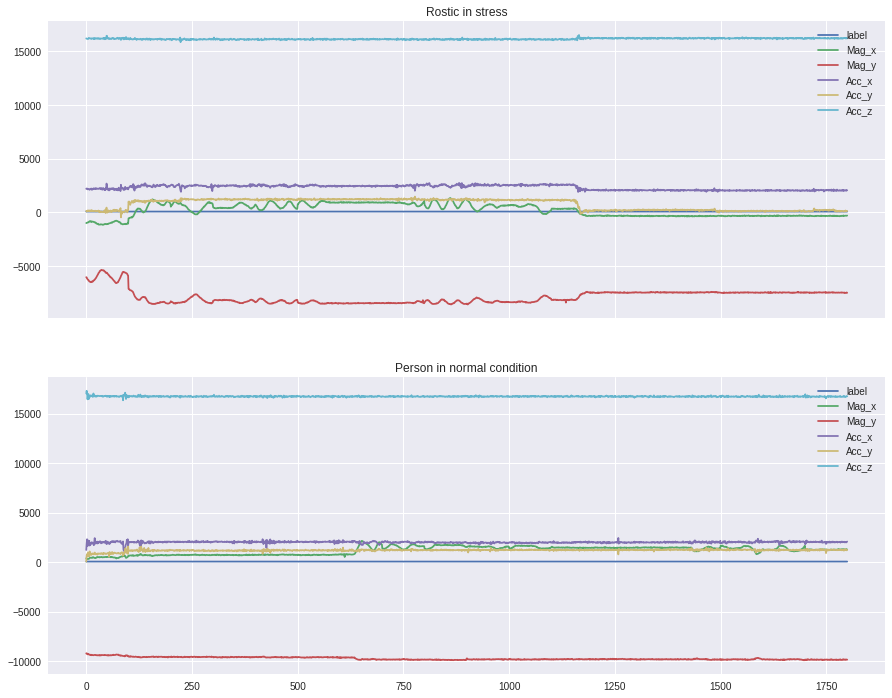 Rostic in stress
15000
10000
5000
0
−5000
label
Mag_x
Mag_y
Acc_x
Acc_y
Acc_z
Person in normal condition
15000
10000
5000
0
−5000
−10000
label
Mag_x
Mag_y
Acc_x
Acc_y
Acc_z
0 250 500 750 1000 1250 1500 1750